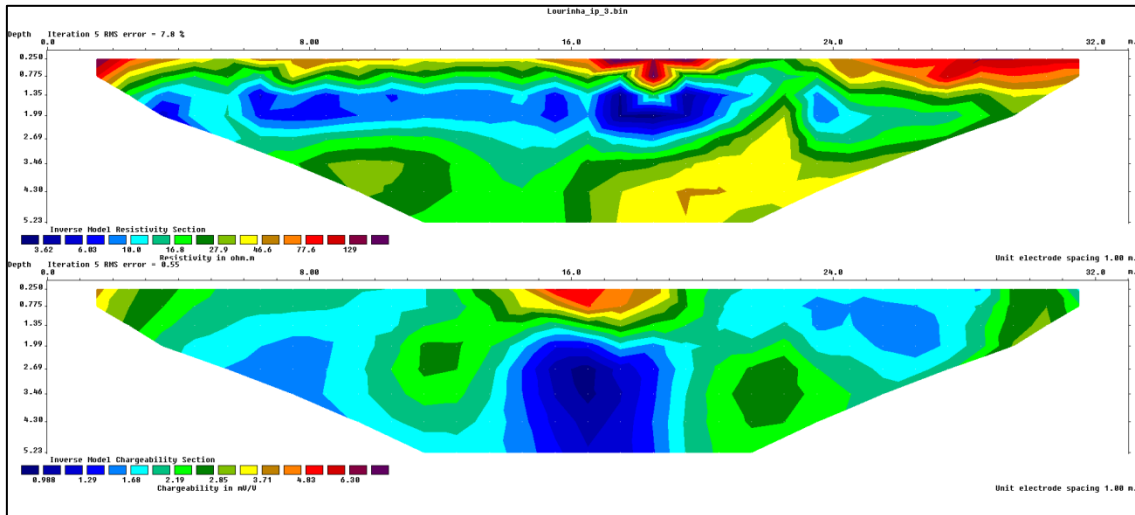 Lourinha_ip_3.bin
Depth Iteration 5 RMS error = 7.8 %
0.0 8.00 16.0 24.0 32.0 m.
0.250
0.775
1.35
1.99
2.69
3.46
4.30
5.23
Inverse Model Resistivity Section
3.62 6.03 10.0 16.8 27.9 46.6 77.6 129
Resistivity in ohm.m
Unit electrode spacing 1.00 m.
Depth Iteration 5 RMS error = 0.55
0.0 8.00 16.0 24.0 32.0 m.
0.250
0.775
1.35
1.99
2.69
3.46
4.30
5.23
Inverse Model Chargeability Section
0.988 1.29 1.68 2.19 2.85 3.71 4.83 6.30
Chargeability in mV/V
Unit electrode spacing 1.00 m.